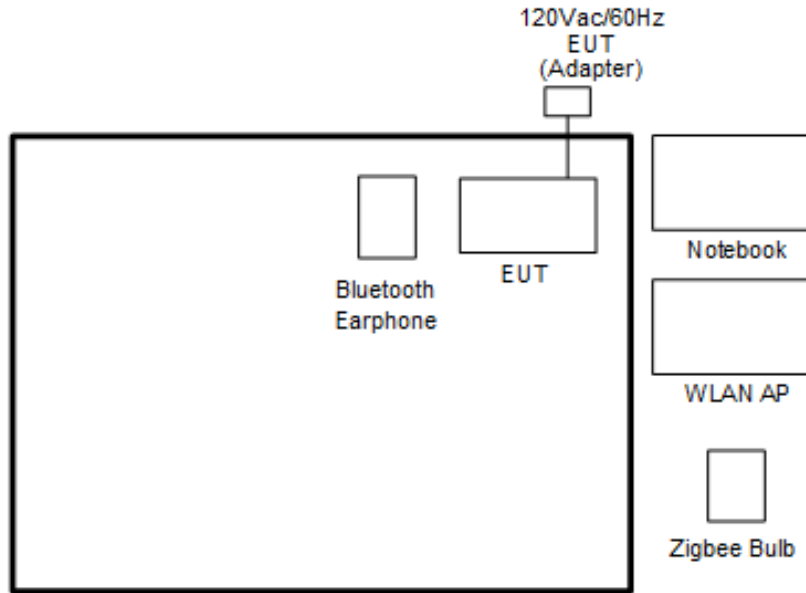 120Vac/60Hz
EUT
(Adapter)
Bluetooth
Earphone
EUT
Notebook
WLAN AP
Zigbee Bulb